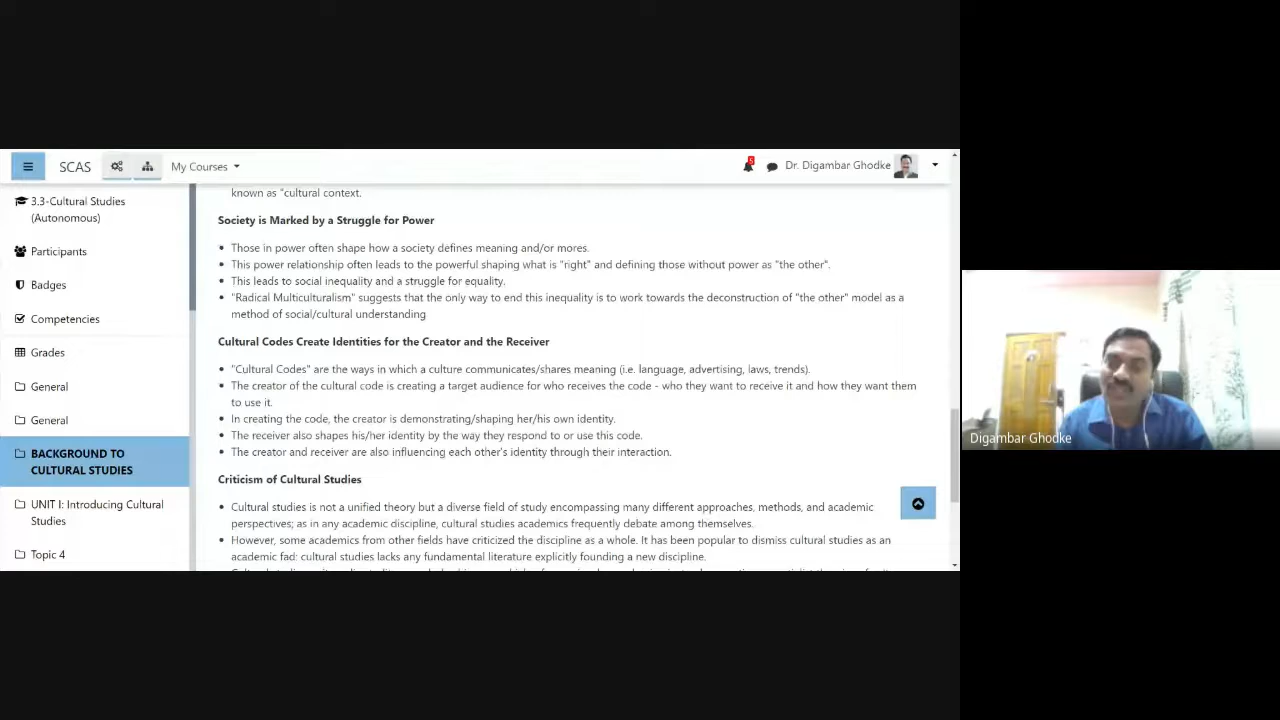 SCAS
My Courses
5
Dr. Digambar Ghodke
3.3-Cultural Studies
(Autonomous)
Participants
Badges
Competencies
Grades
General
General
BACKGROUND TO
CULTURAL STUDIES
UNIT I: Introducing Cultural
Studies
Topic 4
known as "cultural context.
Society is Marked by a Struggle for Power
Those in power often shape how a society defines meaning and/or mores.
This power relationship often leads to the powerful shaping what is "right" and defining those without power as "the other".
This leads to social inequality and a struggle for equality.
"Radical Multiculturalism" suggests that the only way to end this inequality is to work towards the deconstruction of "the other" model as a
method of social/cultural understanding
Cultural Codes Create Identities for the Creator and the Receiver
"Cultural Codes" are the ways in which a culture communicates/shares meaning (i.e. language, advertising, laws, trends).
The creator of the cultural code is creating a target audience for who receives the code - who they want to receive it and how they want them
to use it.
In creating the code, the creator is demonstrating/shaping her/his own identity.
The receiver also shapes his/her identity by the way they respond to or use this code.
The creator and receiver are also influencing each other's identity through their interaction.
Criticism of Cultural Studies
Cultural studies is not a unified theory but a diverse field of study encompassing many different approaches, methods, and academic
perspectives; as in any academic discipline, cultural studies academics frequently debate among themselves.
However, some academics from other fields have criticized the discipline as a whole. It has been popular to dismiss cultural studies as an
academic fad: cultural studies lacks any fundamental literature explicitly founding a new discipline.
Digambar Ghodke